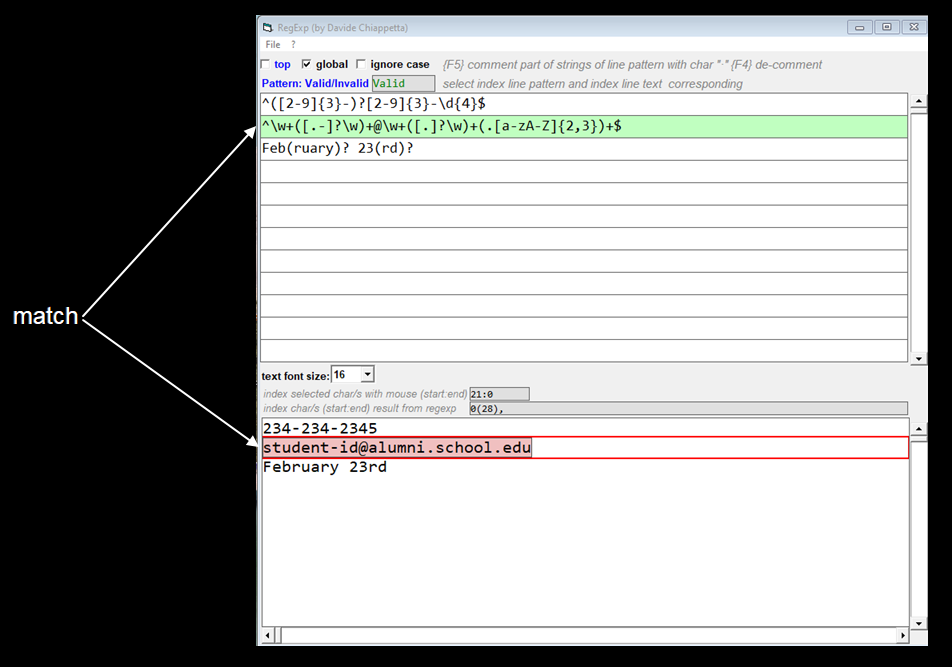 RegExp (by Davide Chiappetta)
File ?
top global ignore case {F5) comment part of strings of line pattern with char "·" {F4) de-comment
Pattern: Valid/Invalid Valid select index line pattern and index line text corresponding
^([2-9]{3}-)?[2-9]{3}-\d{4}$
^\w+([.-]?\w)+@\w+([.]?\w)+(.[a-zA-Z]{2,3})+$
Feb(ruary)? 23(rd)?
match
text font size: 16
index selected char/s with mouse (start:end) 21:0
index char/s (start:end) result from regexp 0(28),
234-234-2345
student-id@alumni.school.edu
February 23rd